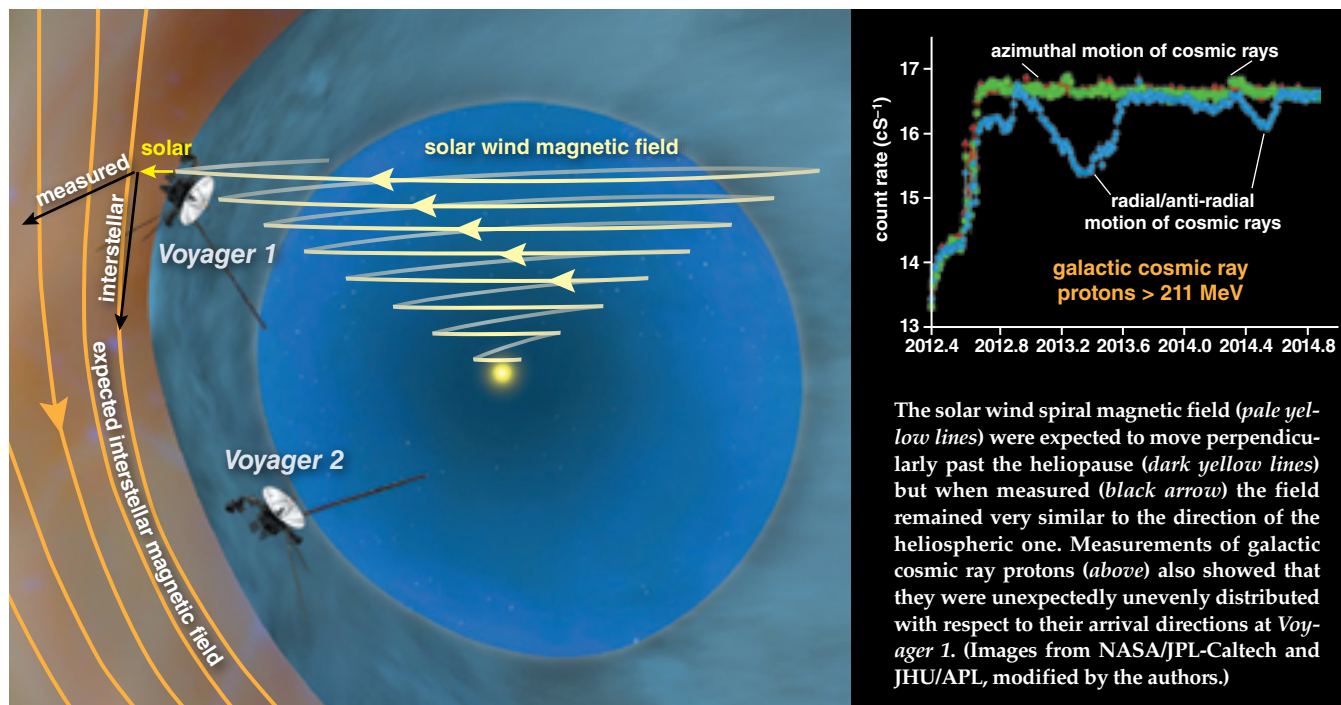 solar
measured
interstellar
Voyager 1
solar wind magnetic field
Voyager 2
expected interstellar magnetic field
azimuthal motion of cosmic rays
radial/anti-radial
motion of cosmic rays
galactic cosmic ray
protons > 211 MeV
count rate (cS⁻¹)
17
16
15
14
13
2012.4 2012.8 2013.2 2013.6 2014.0 2014.4 2014.8
The solar wind spiral magnetic field (pale yel-
low lines) were expected to move perpendicu-
larly past the heliopause (dark yellow lines)
but when measured (black arrow) the field
remained very similar to the direction of the
heliospheric one. Measurements of galactic
cosmic ray protons (above) also showed that
they were unexpectedly unevenly distributed
with respect to their arrival directions at Voy-
ager 1. (Images from NASA/JPL-Caltech and
JHU/APL, modified by the authors.)